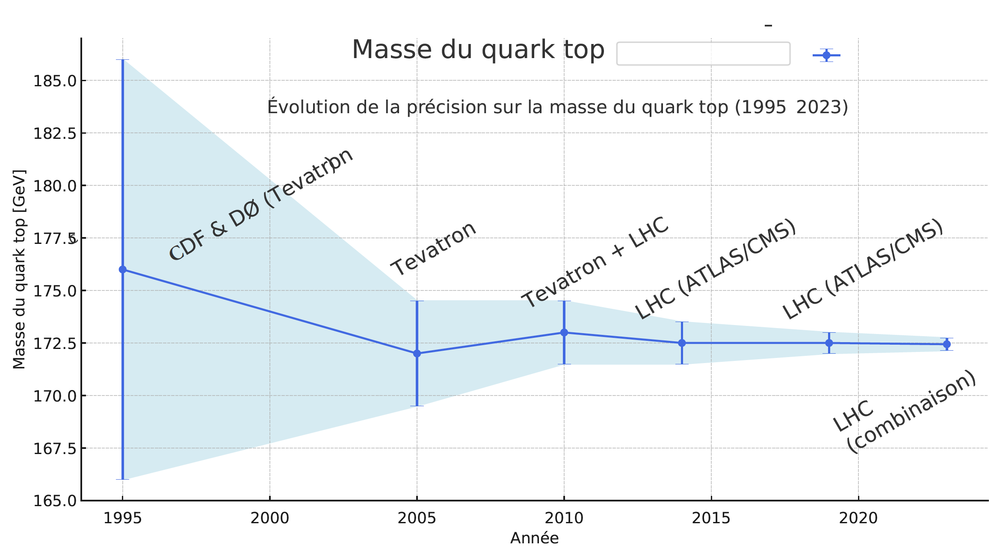 Masse du quark top
Évolution de la précision sur la masse du quark top (1995 2023)
Masse du quark top [GeV]
185.0
182.5
180.0
177.5
175.0
172.5
170.0
167.5
165.0
CDF & DØ (Tevatron)
Tevatron
Tevatron + LHC
LHC (ATLAS/CMS)
LHC (ATLAS/CMS)
LHC
(combinaison)
1995
2000
2005
2010
2015
2020
Année